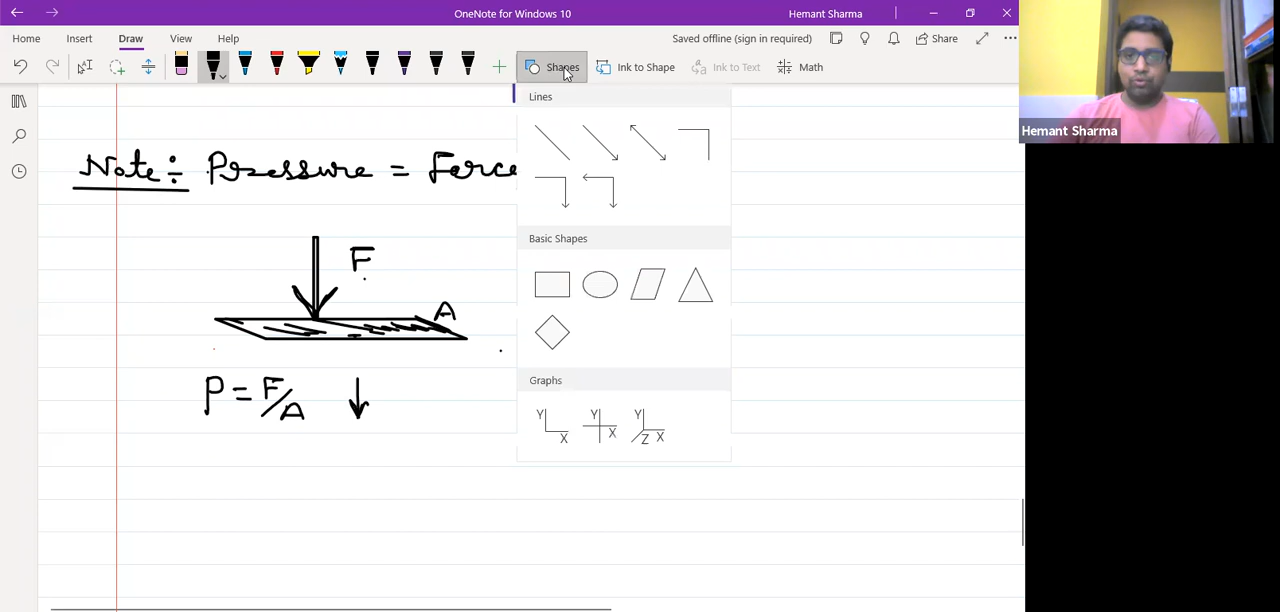 OneNote for Windows 10
Hemant Sharma
Home Insert Draw View Help
Saved offline (sign in required)
Share
Shapes
Ink to Shape
Ink to Text
Math
Lines
Hemant Sharma
Note÷ Pressure = Force
Basic Shapes
F
A
P = F/A ↓
Graphs
Y X
Y X
Y Z X